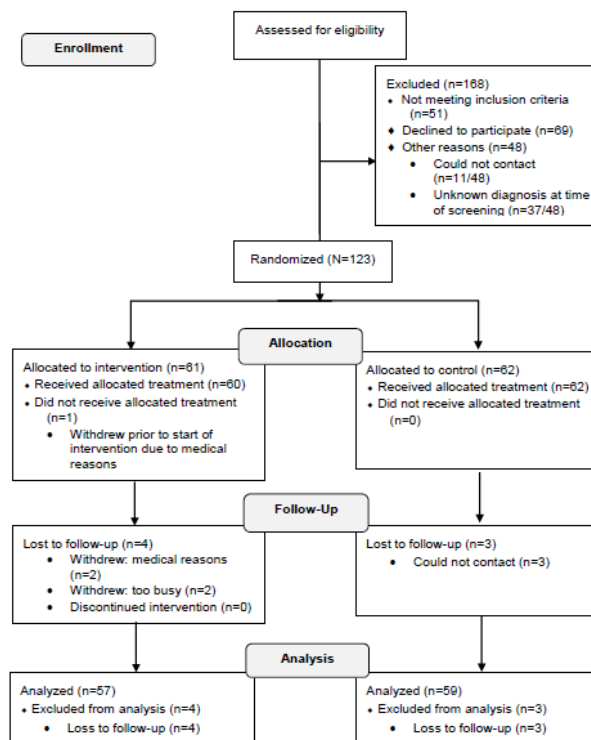 Assessed for eligibility
Enrollment
Excluded (n=168)
⬩ Not meeting inclusion criteria
(n=51)
♦ Declined to participate (n=69)
♦ Other reasons (n=48)
• Could not contact
(n=11/48)
• Unknown diagnosis at time
of screening (n=37/48)
Randomized (N=123)
Allocation
Allocated to intervention (n=61)
⬩ Received allocated treatment (n=60)
⬩ Did not receive allocated treatment
(n=1)
• Withdrew prior to start of
intervention due to medical
reasons
Allocated to control (n=62)
⬩ Received allocated treatment (n=62)
⬩ Did not receive allocated treatment
(n=0)
Follow-Up
Lost to follow-up (n=4)
• Withdrew: medical reasons
(n=2)
• Withdrew: too busy (n=2)
• Discontinued intervention (n=0)
Lost to follow-up (n=3)
• Could not contact (n=3)
Analysis
Analyzed (n=57)
⬩ Excluded from analysis (n=4)
• Loss to follow-up (n=4)
Analyzed (n=59)
⬩ Excluded from analysis (n=3)
• Loss to follow-up (n=3)